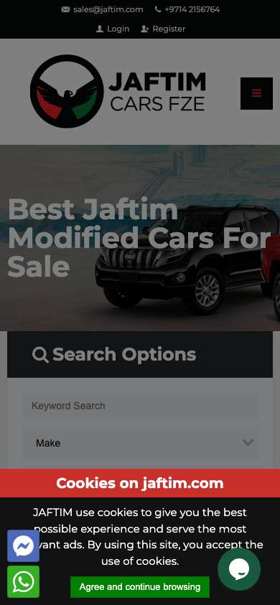 sales@jaftim.com +9714 2156764
Login Register
JAFTIM
CARS FZE
Best Jaftim
Modified Cars For
Sale
Search Options
Keyword Search
Make
Cookies on jaftim.com
JAFTIM use cookies to give you the best
possible experience and serve the most
vant ads. By using this site, you accept the
use of cookies.
Agree and continue browsing